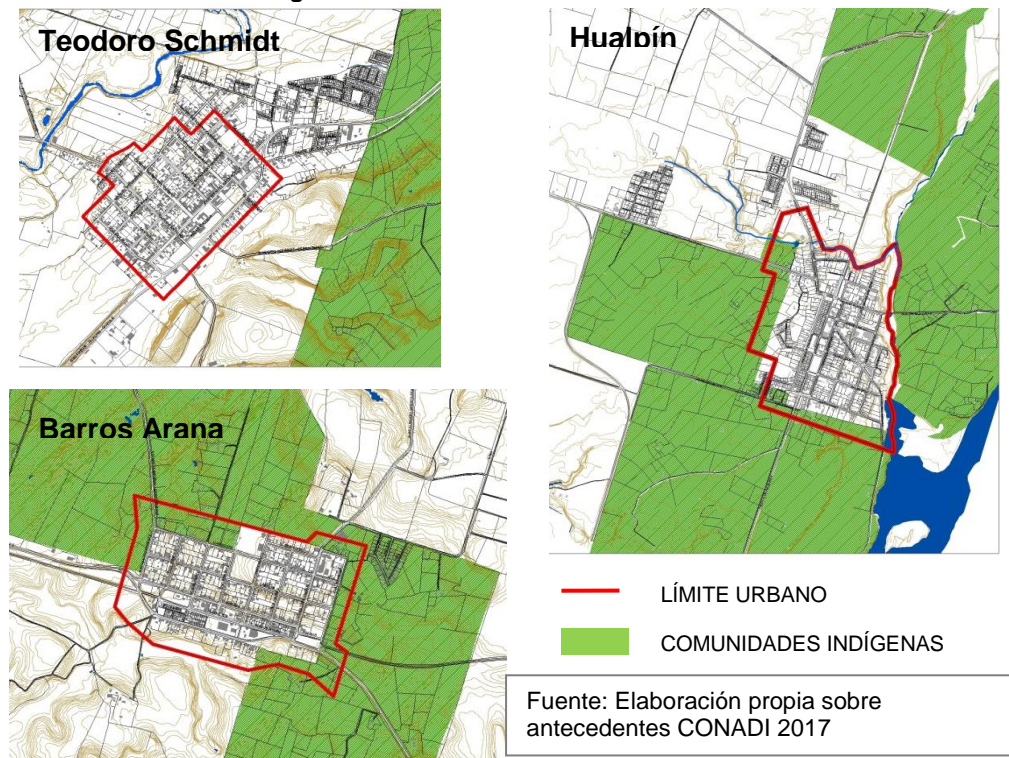 Teodoro Schmidt
Hualpín
Barros Arana
LÍMITE URBANO
COMUNIDADES INDÍGENAS
Fuente: Elaboración propia sobre
antecedentes CONADI 2017